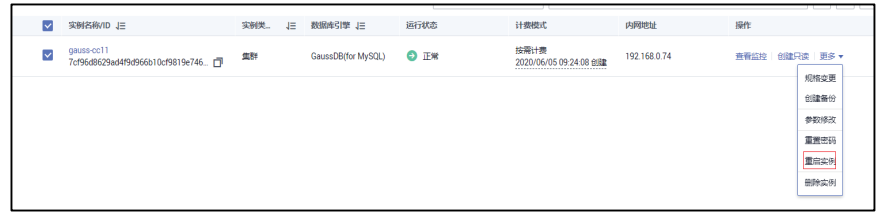 实例名称/ID 实例类... 数据库引擎 运行状态 计费模式 内网地址 操作
gauss-cc11
7cf96d8629ad4f9d966b10cf9819e746...
集群 GaussDB(for MySQL) 正常
按需计费
2020/06/05 09:24:08 创建
192.168.0.74 查看监控 创建只读 更多
规格变更
创建备份
参数修改
重置密码
重启实例
删除实例